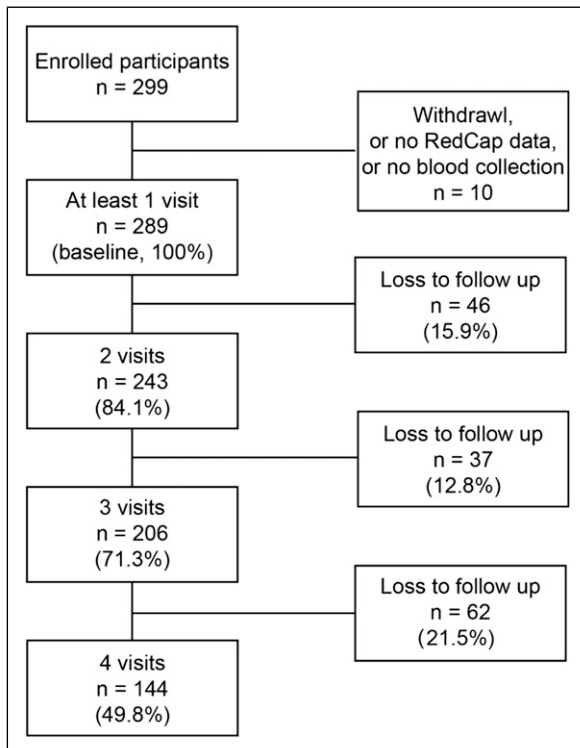 Enrolled participants
n = 299
Withdrawl,
or no RedCap data,
or no blood collection
n = 10
At least 1 visit
n = 289
(baseline, 100%)
Loss to follow up
n = 46
(15.9%)
2 visits
n = 243
(84.1%)
Loss to follow up
n = 37
(12.8%)
3 visits
n = 206
(71.3%)
Loss to follow up
n = 62
(21.5%)
4 visits
n = 144
(49.8%)